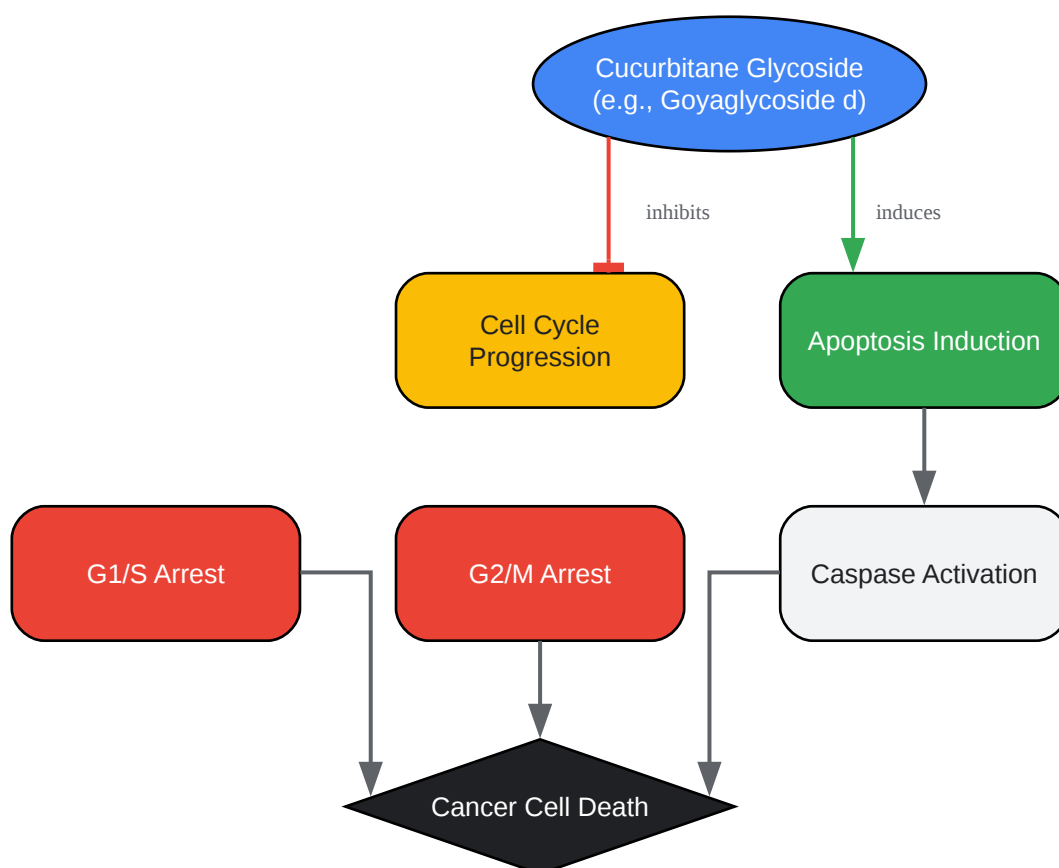 Cucurbitane Glycoside
(e.g., Goyaglycoside d)
inhibits
induces
Cell Cycle
Progression
Apoptosis Induction
G1/S Arrest
G2/M Arrest
Caspase Activation
Cancer Cell Death